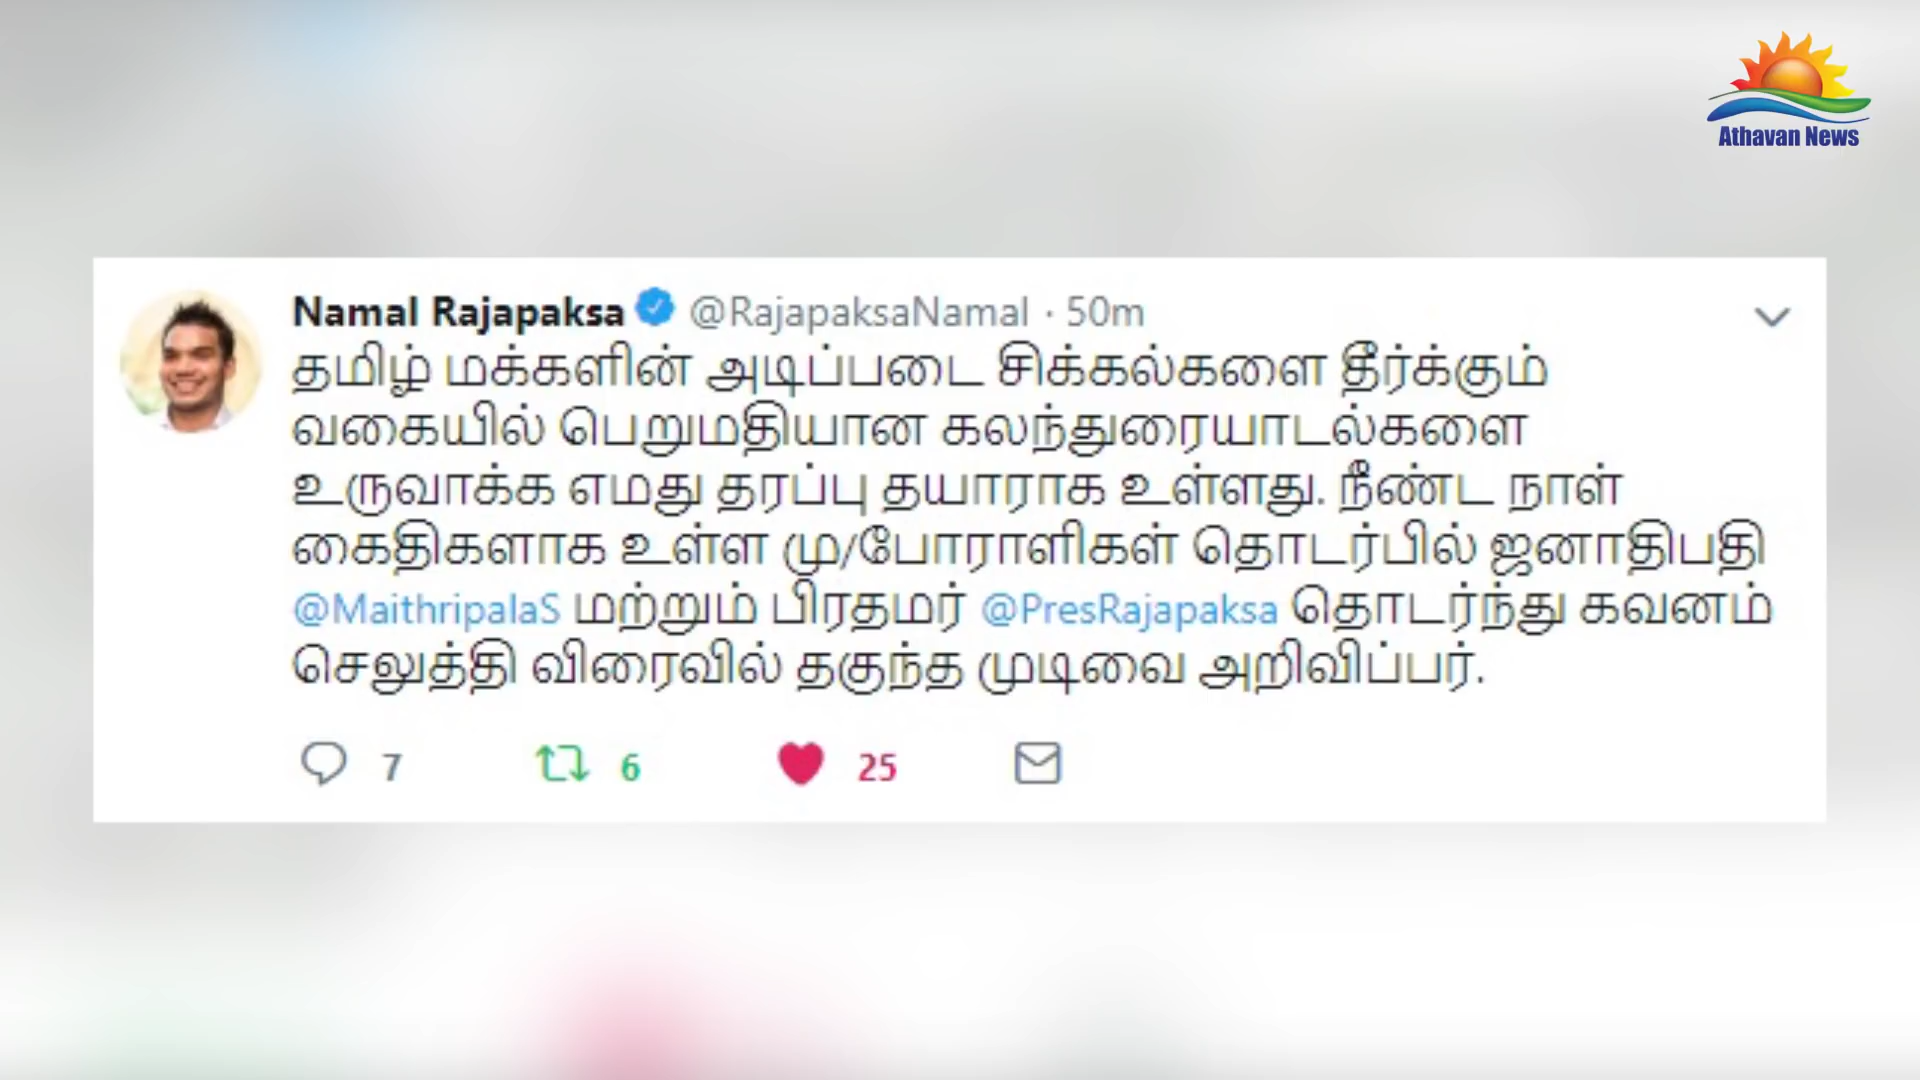 Athavan News
Namal Rajapaksa @RajapaksaNamal · 50m
தமிழ் மக்களின் அடிப்படை சிக்கல்களை தீர்க்கும்
வகையில் பெறுமதியான கலந்துரையாடல்களை
உருவாக்க எமது தரப்பு தயாராக உள்ளது. நீண்ட நாள்
கைதிகளாக உள்ள மு/போராளிகள் தொடர்பில் ஜனாதிபதி
@MaithripalaS மற்றும் பிரதமர் @PresRajapaksa தொடர்ந்து கவனம்
செலுத்தி விரைவில் தகுந்த முடிவை அறிவிப்பர்.
7 6 25